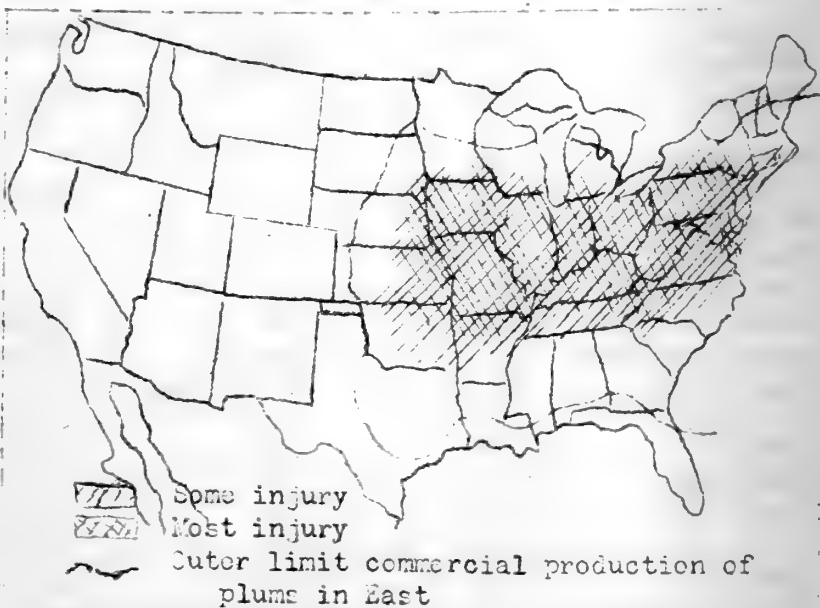 Some injury
Most injury
Outer limit commercial production of
plums in East